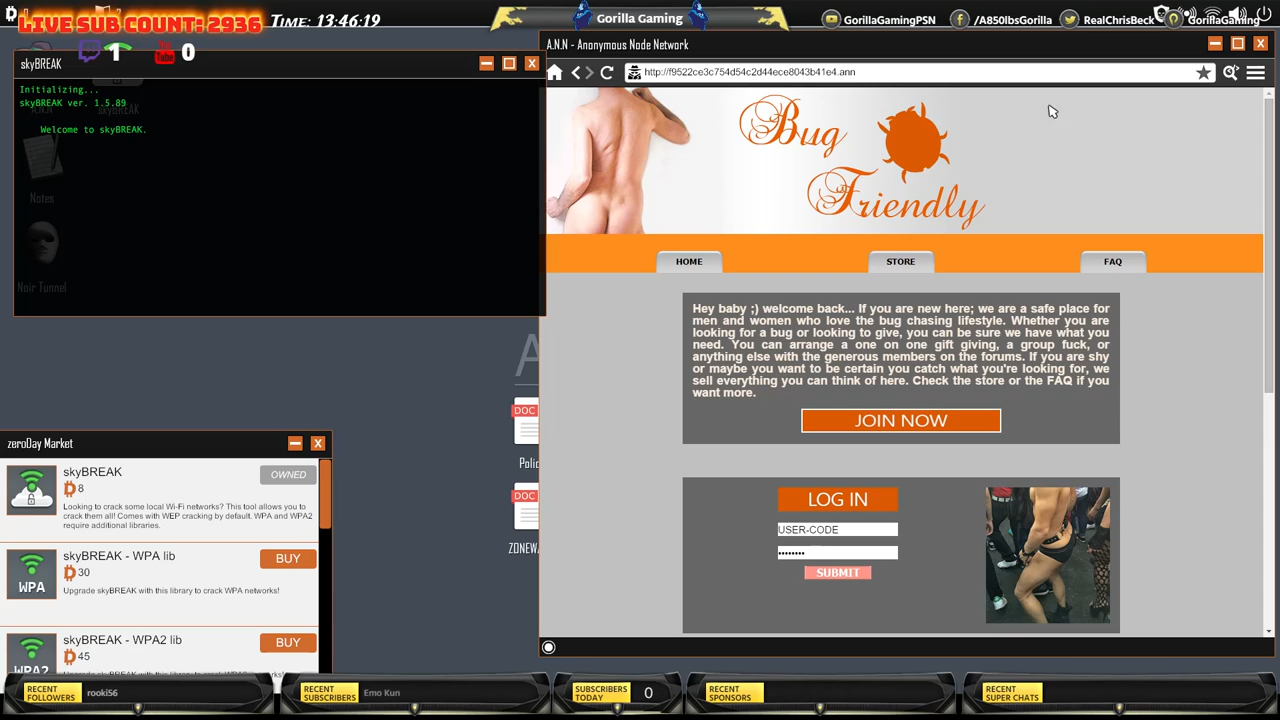 LIVE SUB COUNT: 2936
TIME: 13:46:19
Gorilla Gaming
GorillaGamingPSN
/A850lbsGorilla
RealChrisBeck
1
0
skyBREAK
Initializing...
skyBREAK ver. 1.5.89
Welcome to skyBREAK.
Notes
Noir Tunnel
A.N.N - Anonymous Node Network
http://f9522ce3c754d54c2d44ece8043b41e4.ann
Bug
Friendly
HOME
STORE
FAQ
Hey baby ;) welcome back... If you are new here; we are a safe place for
men and women who love the bug chasing lifestyle. Whether you are
looking for a bug or looking to give, you can be sure we have what you
need. You can arrange a one on one gift giving, a group fuck, or
anything else with the generous members on the forums. If you are shy
or maybe you want to be certain you catch what you're looking for, we
sell everything you can think of here. Check the store or the FAQ if you
want more.
JOIN NOW
LOG IN
USER-CODE
SUBMIT
DOC
DOC
zeroDay Market
skyBREAK
8
OWNED
Looking to crack some local Wi-Fi networks? This tool allows you to
crack them all! Comes with WEP cracking by default. WPA and WPA2
require additional libraries.
WPA
skyBREAK - WPA lib
30
BUY
Upgrade skyBREAK with this library to crack WPA networks!
WPA2
skyBREAK - WPA2 lib
45
BUY
RECENT
FOLLOWERS
rooki56
RECENT
SUBSCRIBERS
Emo Kun
SUBSCRIBERS
TODAY
0
RECENT
SPONSORS
RECENT
SUPER CHATS